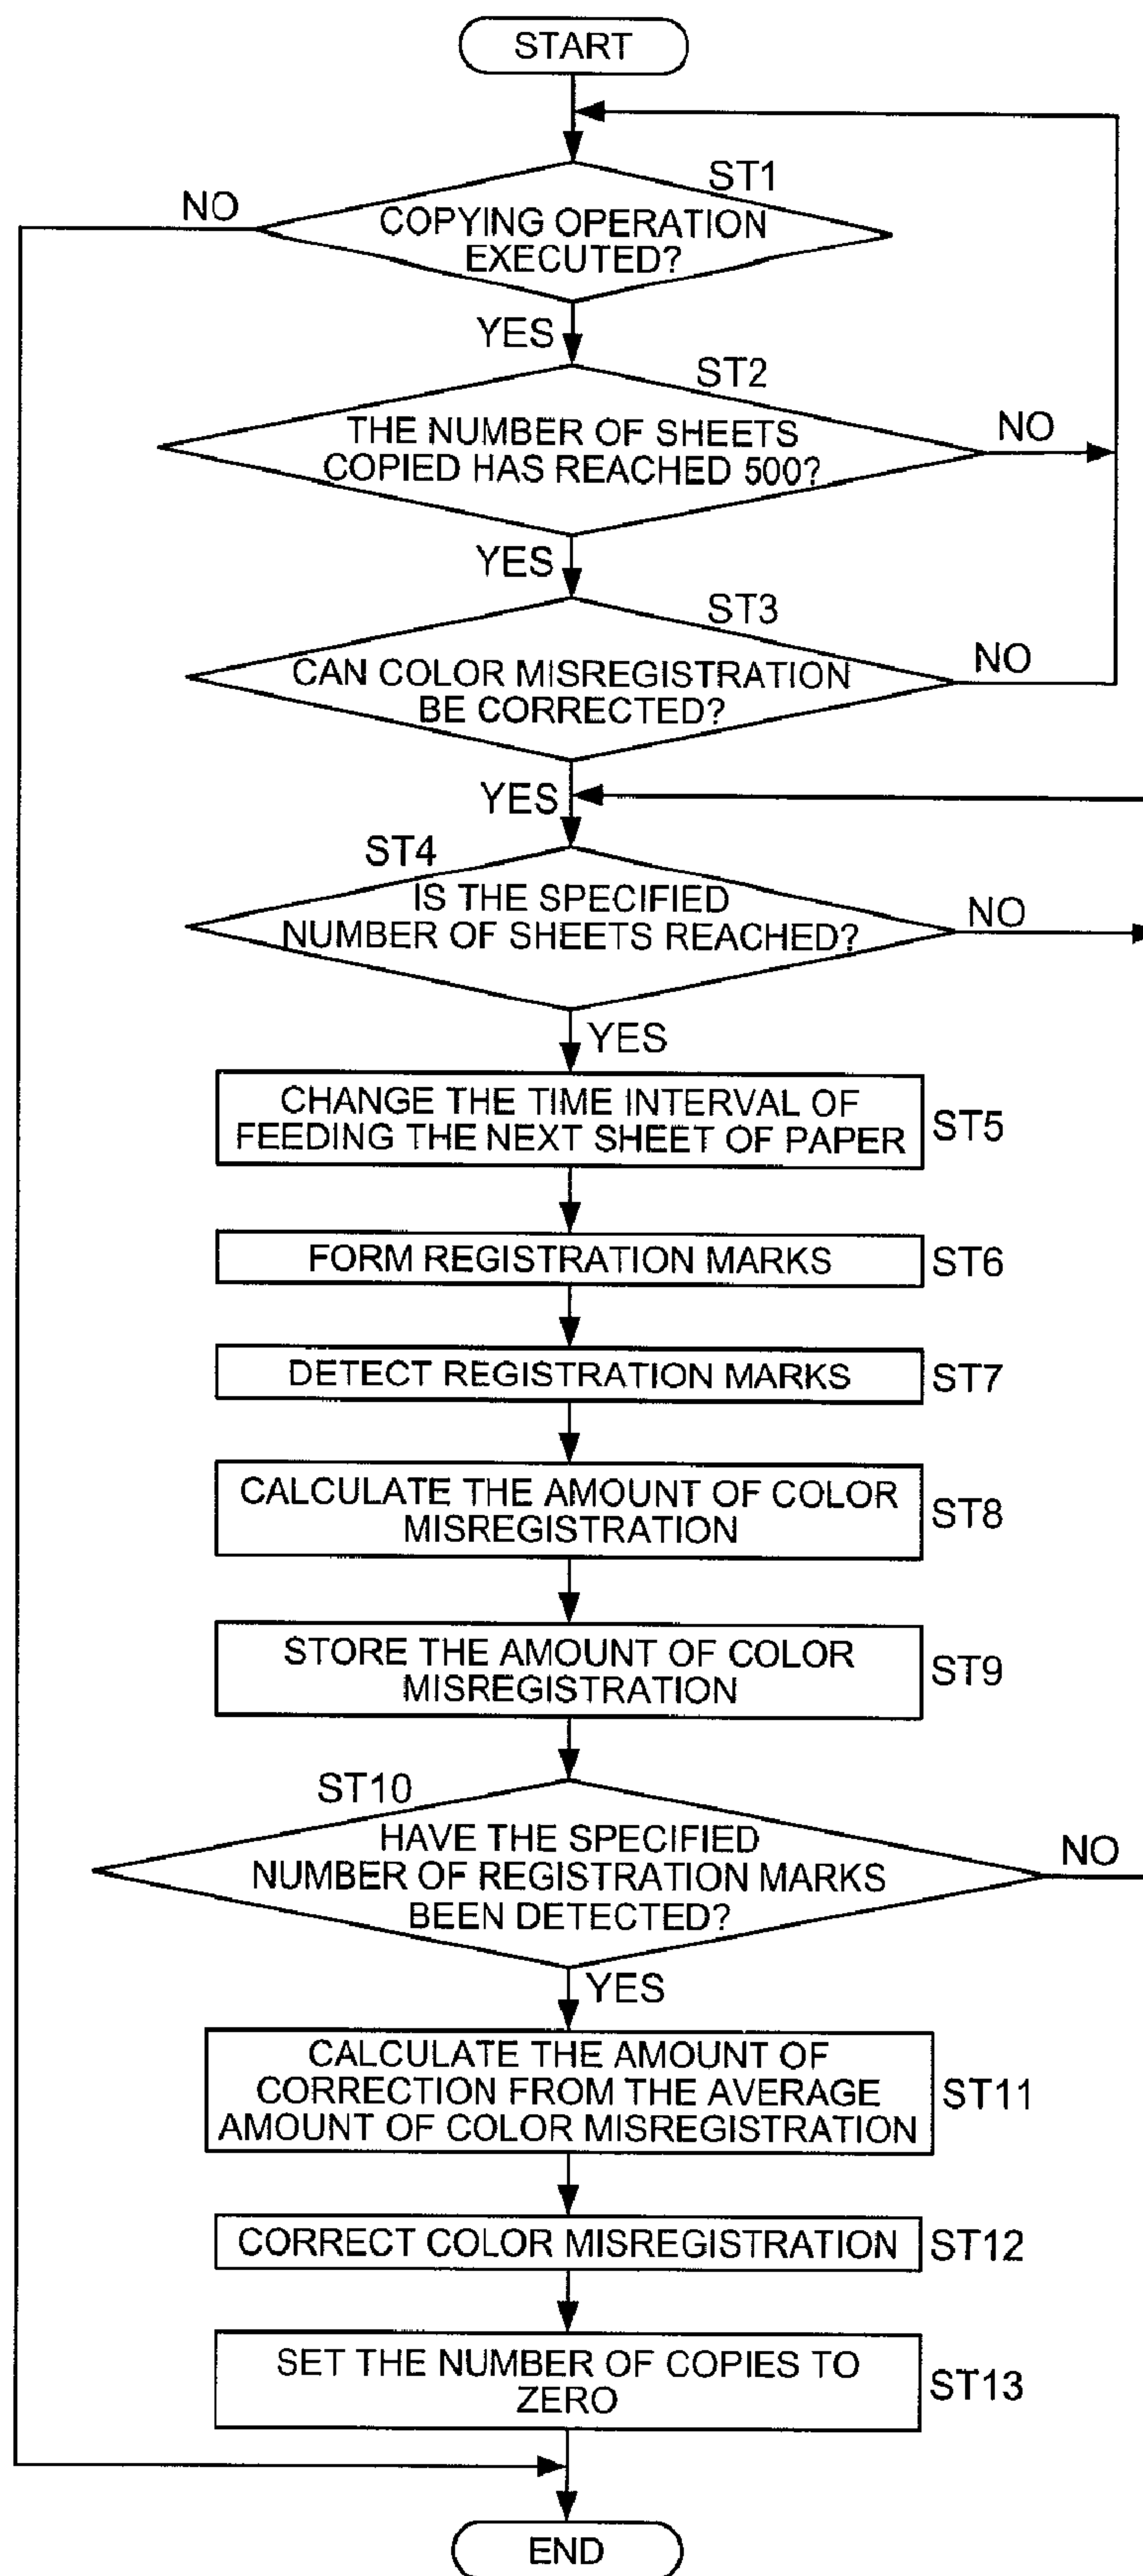 START
ST1
NO
COPYING OPERATION
EXECUTED?
YES
ST2
THE NUMBER OF SHEETS
COPIED HAS REACHED 500?
NO
YES
ST3
CAN COLOR MISREGISTRATION
BE CORRECTED?
NO
YES
ST4
IS THE SPECIFIED
NUMBER OF SHEETS REACHED?
NO
YES
CHANGE THE TIME INTERVAL OF
FEEDING THE NEXT SHEET OF PAPER
ST5
FORM REGISTRATION MARKS
ST6
DETECT REGISTRATION MARKS
ST7
CALCULATE THE AMOUNT OF COLOR
MISREGISTRATION
ST8
STORE THE AMOUNT OF COLOR
MISREGISTRATION
ST9
ST10
HAVE THE SPECIFIED
NUMBER OF REGISTRATION MARKS
BEEN DETECTED?
NO
YES
CALCULATE THE AMOUNT OF
CORRECTION FROM THE AVERAGE
AMOUNT OF COLOR MISREGISTRATION
ST11
CORRECT COLOR MISREGISTRATION
ST12
SET THE NUMBER OF COPIES TO
ZERO
ST13
END